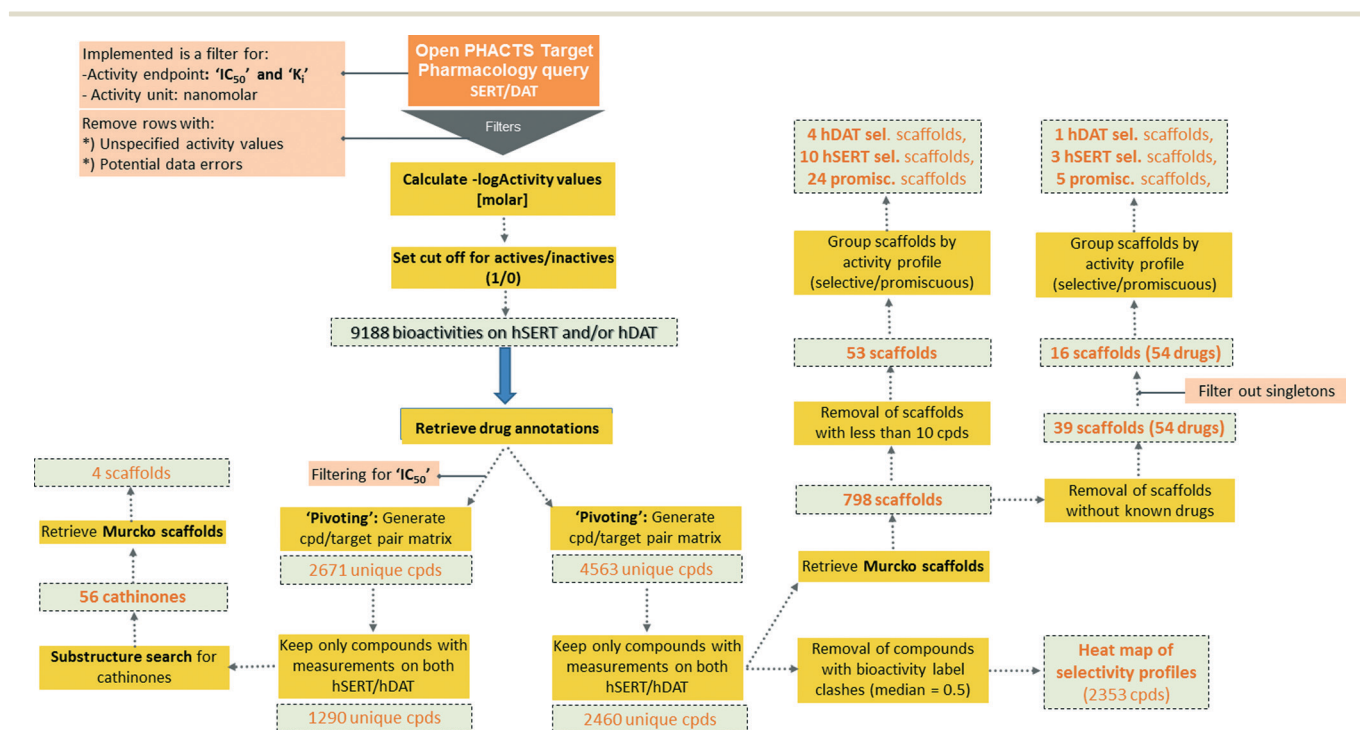 Implemented is a filter for:
-Activity endpoint: 'IC50' and 'Ki'
- Activity unit: nanomolar
Remove rows with:
*) Unspecified activity values
*) Potential data errors
Open PHACTS Target
Pharmacology query
SERT/DAT
Filters
Calculate -logActivity values
[molar]
Set cut off for actives/inactives
(1/0)
9188 bioactivities on hSERT and/or hDAT
Retrieve drug annotations
Filtering for 'IC50'
'Pivoting': Generate
cpd/target pair matrix
2671 unique cpds
Keep only compounds with
measurements on both
hSERT/hDAT
1290 unique cpds
Substructure search for
cathinones
56 cathinones
Retrieve Murcko scaffolds
4 scaffolds
'Pivoting': Generate
cpd/target pair matrix
4563 unique cpds
Keep only compounds with
measurements on both
hSERT/hDAT
2460 unique cpds
Removal of compounds
with bioactivity label
clashes (median = 0.5)
Heat map of
selectivity profiles
(2353 cpds)
Retrieve Murcko scaffolds
798 scaffolds
Removal of scaffolds
with less than 10 cpds
53 scaffolds
Group scaffolds by
activity profile
(selective/promiscuous)
4 hDAT sel. scaffolds,
10 hSERT sel. scaffolds,
24 promisc. scaffolds
Removal of scaffolds
without known drugs
39 scaffolds (54 drugs)
Filter out singletons
16 scaffolds (54 drugs)
Group scaffolds by
activity profile
(selective/promiscuous)
1 hDAT sel. scaffolds,
3 hSERT sel. scaffolds,
5 promisc. scaffolds,